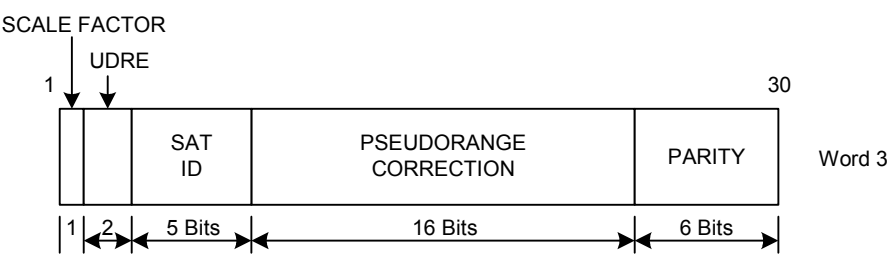 SCALE FACTOR
UDRE
1
30
SAT
ID
PSEUDORANGE
CORRECTION
PARITY
Word 3
1
2
5 Bits
16 Bits
6 Bits